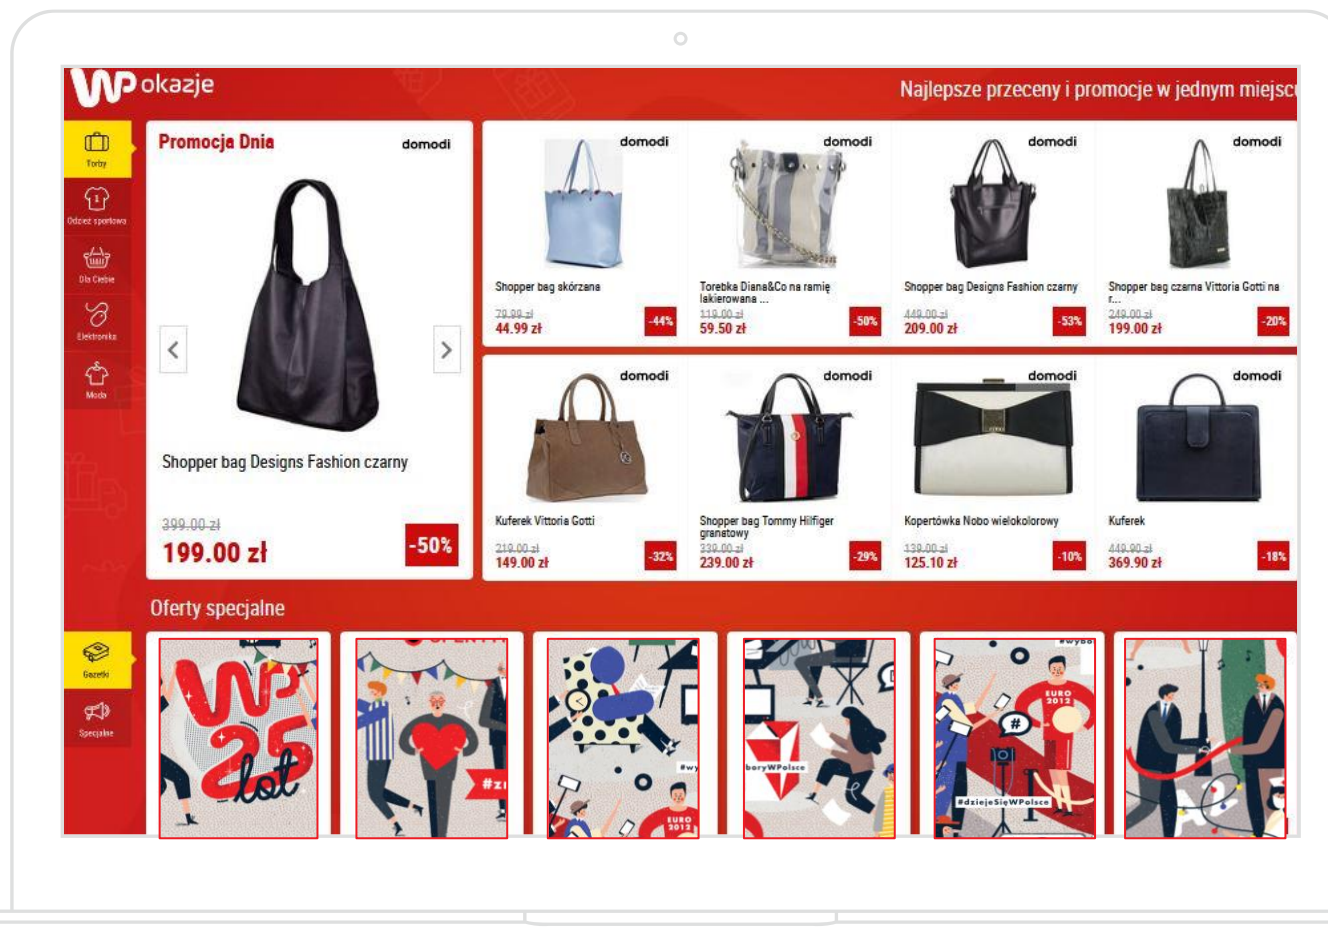 WP okazje
Najlepsze przeceny i promocje w jednym miejscu
Torby
Odzież sportowa
Dla Ciebie
Elektronika
Moda
Promocja Dnia
domodi
Shopper bag Designs Fashion czarny
399.00 zł
199.00 zł
-50%
domodi
Shopper bag skórzana
79.99 zł
44.99 zł
-44%
domodi
Torebka Diana&Co na ramię
lakierowana ...
119.00 zł
59.50 zł
-50%
domodi
Shopper bag Designs Fashion czarny
449.00 zł
209.00 zł
-53%
domodi
Shopper bag czarna Vittoria Gotti na
r...
249.00 zł
199.00 zł
-20%
domodi
Kuferek Vittoria Gotti
219.00 zł
149.00 zł
-32%
domodi
Shopper bag Tommy Hilfiger
granatowy
339.00 zł
239.00 zł
-29%
domodi
Kopertówka Nobo wielokolorowy
139.00 zł
125.10 zł
-10%
domodi
Kuferek
449.90 zł
369.90 zł
-18%
Oferty specjalne
Gazetki
Specjalne
WP
25
lat
#zn
#wy
EURO
2012
boryWPolsce
#wybo
EURO
2012
#
#dziejeSięWPolsce